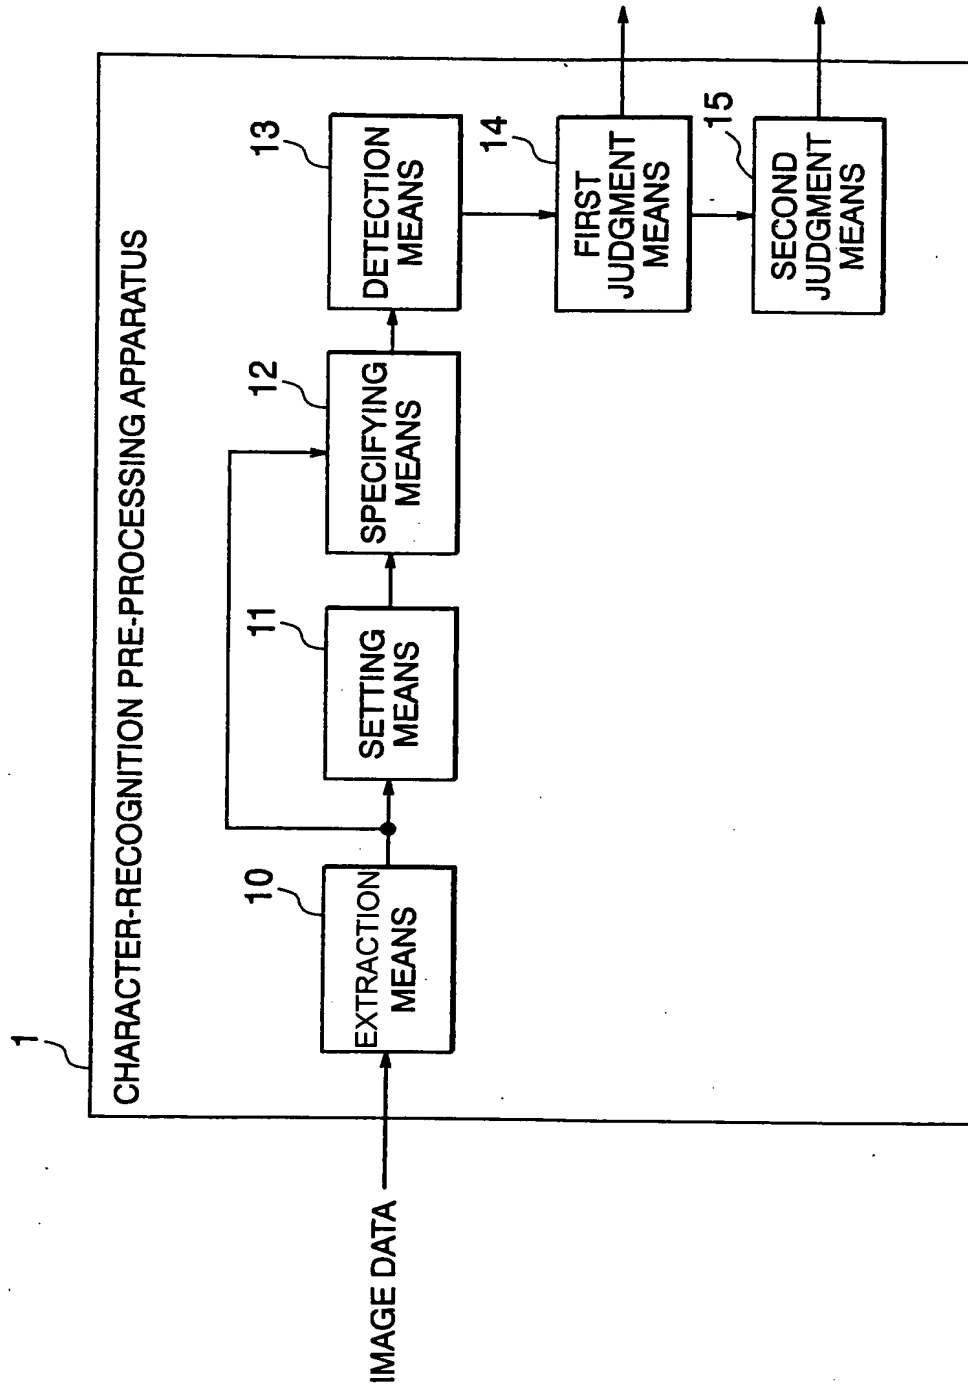 1
CHARACTER-RECOGNITION PRE-PROCESSING APPARATUS
IMAGE DATA
10
EXTRACTION
MEANS
11
SETTING
MEANS
12
SPECIFYING
MEANS
13
DETECTION
MEANS
14
FIRST
JUDGMENT
MEANS
15
SECOND
JUDGMENT
MEANS